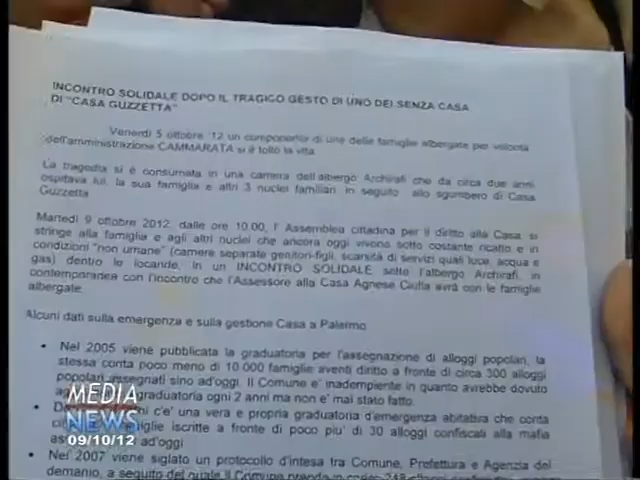 INCONTRO SOLIDALE DOPO IL TRAGICO GESTO DI UNO DEI SENZA CASA
DI "CASA GUZZETTA"
Venerdì 5 ottobre '12 un componente di una delle famiglie albergate per volontà
dell'amministrazione CAMMARATA si è tolto la vita.
La tragedia si è consumata in una camera dell'albergo Archirafi che da circa due anni
ospitava lui, la sua famiglia e altri 3 nuclei familiari in seguito allo sgombero di Casa
Guzzetta
Martedì 9 ottobre 2012, dalle ore 10.00, l' Assemblea cittadina per il diritto alla Casa, si
stringe alla famiglia e agli altri nuclei che ancora oggi vivono sotto costante ricatto e in
condizioni "non umane" (camere separate genitori-figli, scarsità di servizi quali luce, acqua e
gas) dentro le locande, in un INCONTRO SOLIDALE sotto l'albergo Archirafi, in
contemporanea con l'incontro che l'Assessore alla Casa Agnese Ciulla avrà con le famiglie
albergate.
Alcuni dati sulla emergenza e sulla gestione Casa a Palermo
• Nel 2005 viene pubblicata la graduatoria per l'assegnazione di alloggi popolari, la
stessa conta poco meno di 10.000 famiglie aventi diritto a fronte di circa 300 alloggi
popolari assegnati sino ad'oggi. Il Comune e' inadempiente in quanto avrebbe dovuto
graduatoria ogni 2 anni ma non e' mai stato fatto.
• c'e' una vera e propria graduatoria d'emergenza abitativa che conta
iscritte a fronte di poco piu' di 30 alloggi confiscati alla mafia
ad'oggi
• Nel 2007 viene siglato un protocollo d'intesa tra Comune, Prefettura e Agenzia del
demanio, a seguito del quale il Comune prende in carico
MEDIA
NEWS
09/10/12